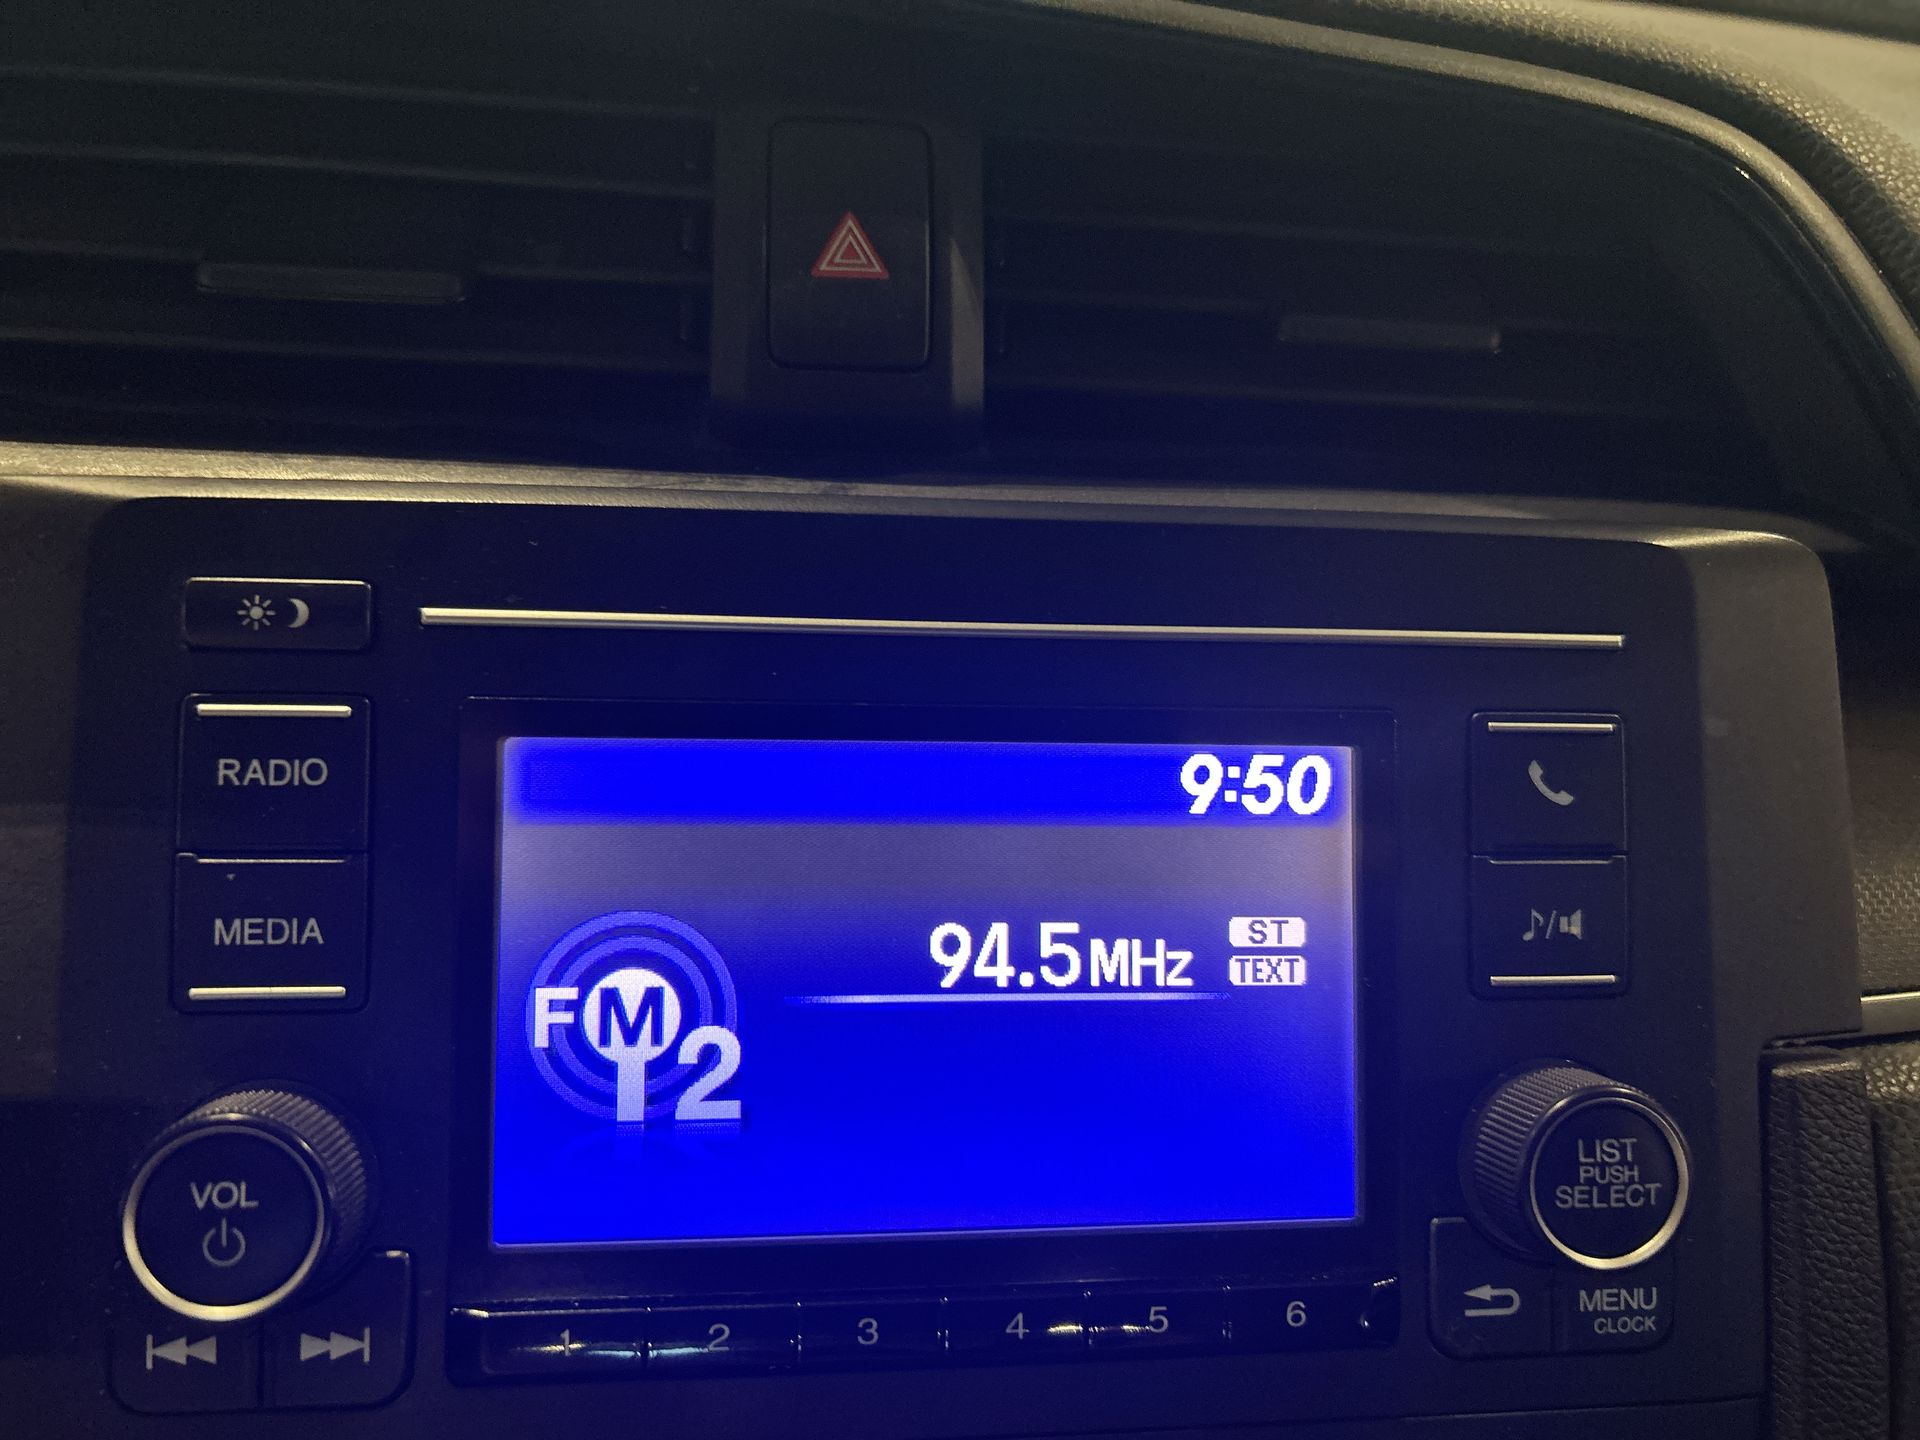 RADIO
MEDIA
VOL
9:50
94.5MHz
ST
TEXT
FM
2
LIST
PUSH
SELECT
MENU
CLOCK
1 2 3 4 5 6